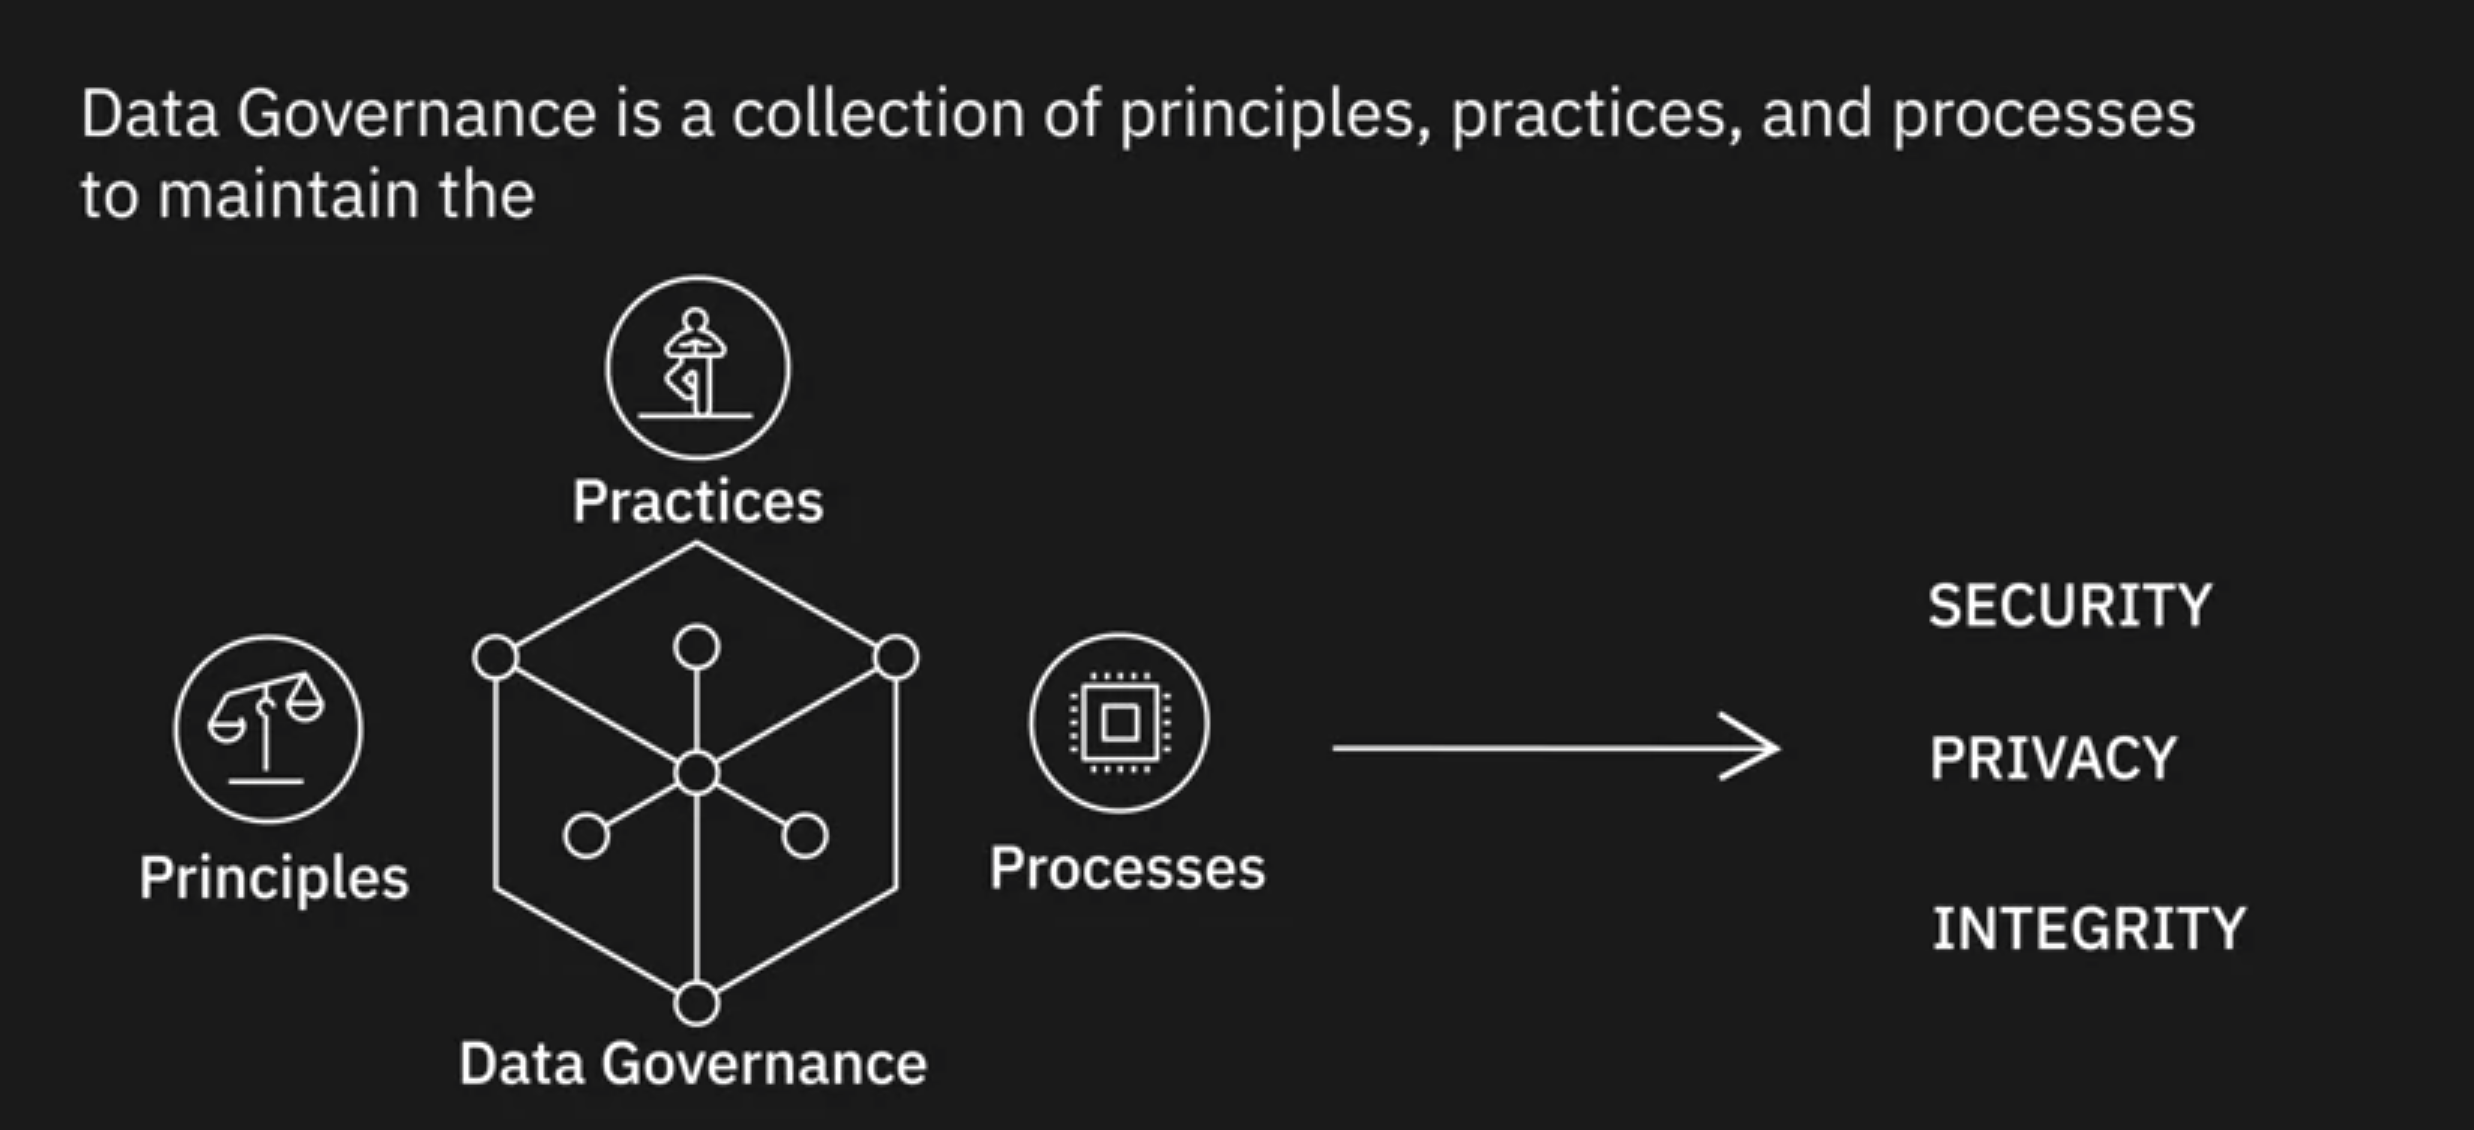 Data Governance is a collection of principles, practices, and processes
to maintain the
Practices
Principles
Processes
Data Governance
SECURITY
PRIVACY
INTEGRITY